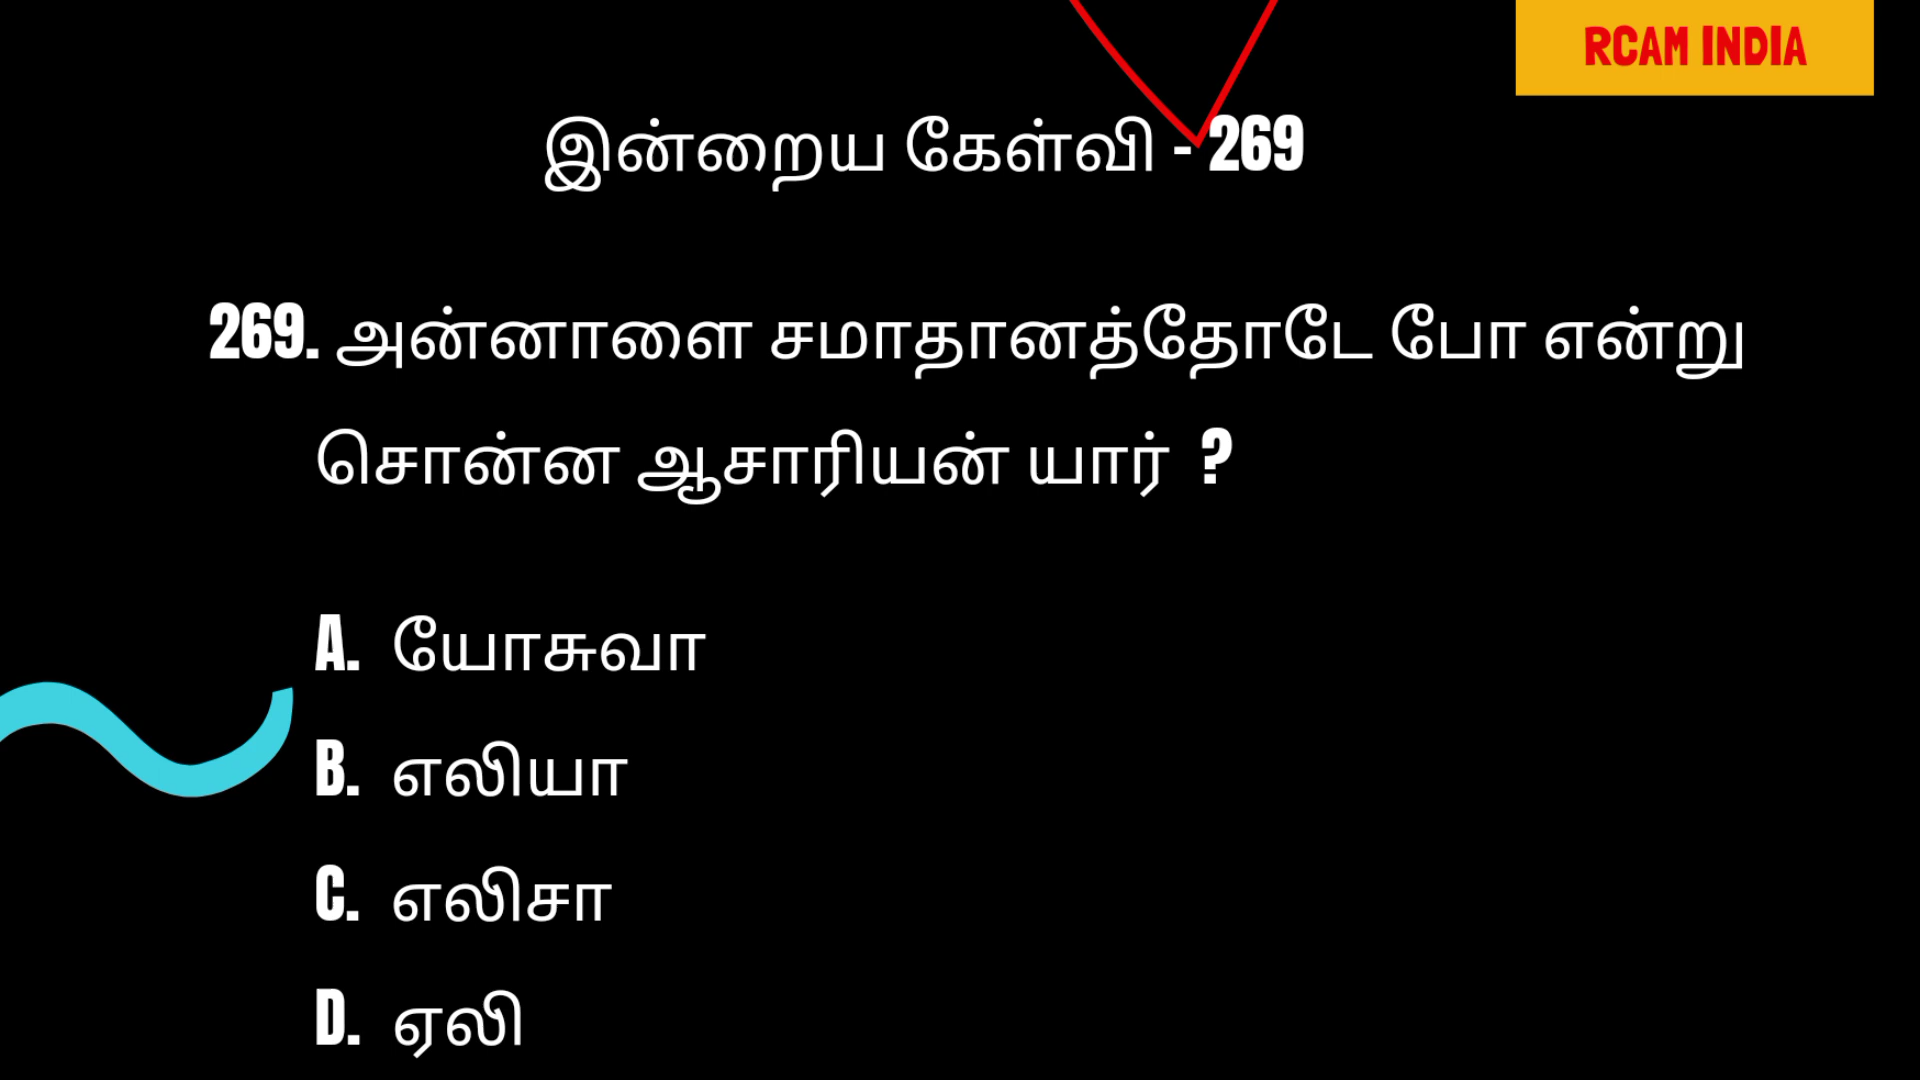 RCAM INDIA
இன்றைய கேள்வி - 269
269. அன்னாளை சமாதானத்தோடே போ என்று
சொன்ன ஆசாரியன் யார் ?
A. யோசுவா
B. எலியா
C. எலிசா
D. ஏலி